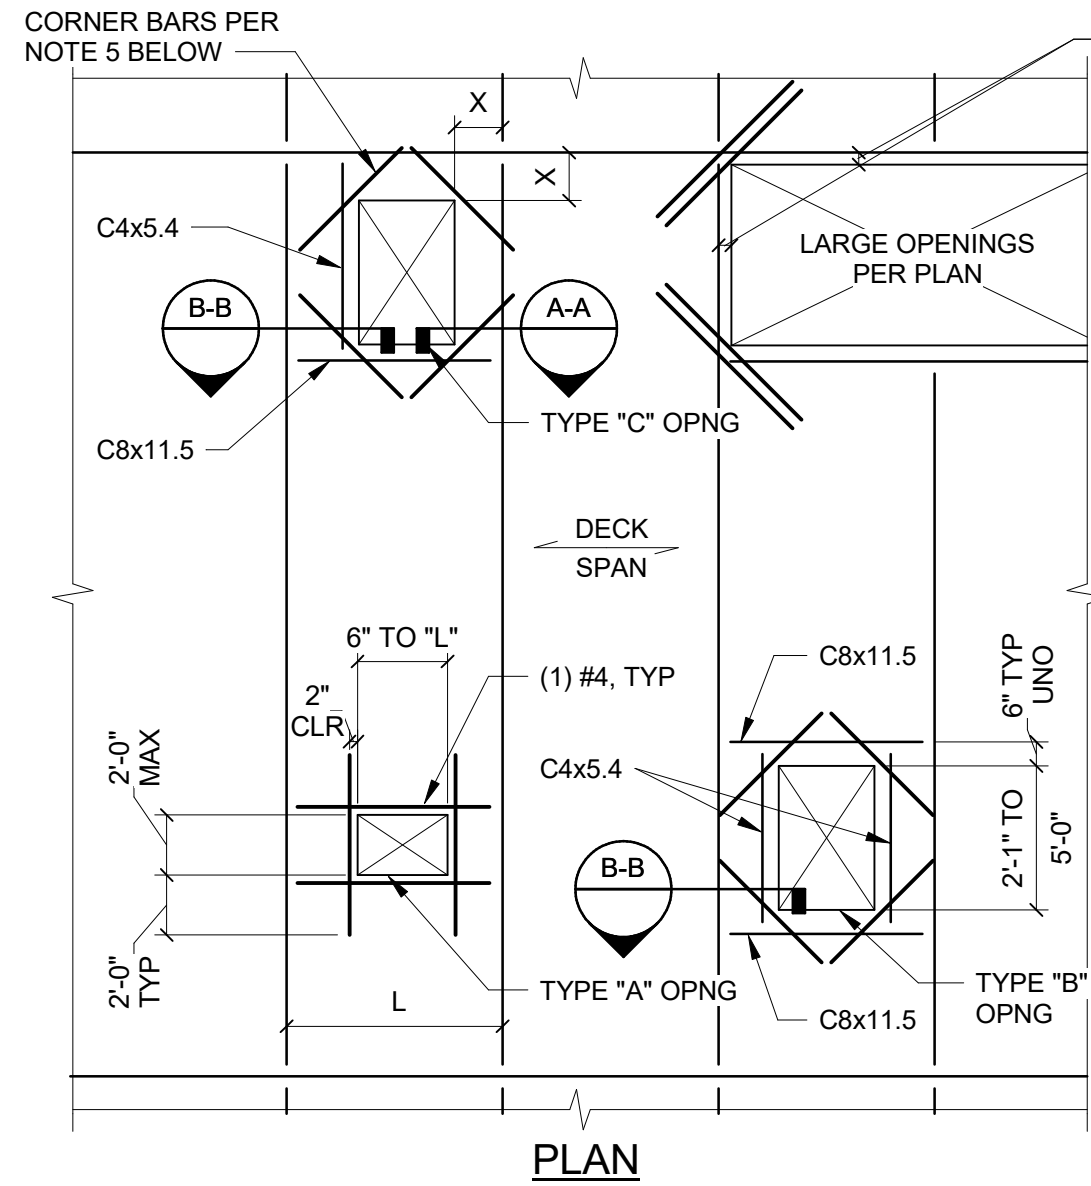 CORNER BARS PER
NOTE 5 BELOW
X
X
C4x5.4
LARGE OPENINGS
PER PLAN
B-B
A-A
TYPE "C" OPNG
C8x11.5
DECK
SPAN
6" TO "L"
(1) #4, TYP
2"
CLR
2'-0"
MAX
2'-0"
TYP
TYPE "A" OPNG
L
C8x11.5
6" TYP
UNO
C4x5.4
2'-1" TO
5'-0"
B-B
TYPE "B"
OPNG
C8x11.5
PLAN